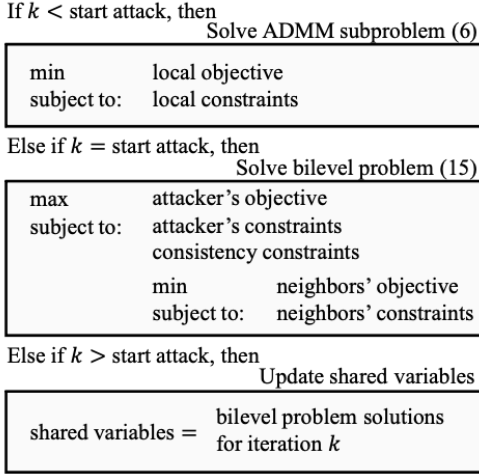 If k < start attack, then
Solve ADMM subproblem (6)
min local objective
subject to: local constraints
Else if k = start attack, then
Solve bilevel problem (15)
max attacker's objective
subject to: attacker's constraints
consistency constraints
min neighbors' objective
subject to: neighbors' constraints
Else if k > start attack, then
Update shared variables
shared variables = bilevel problem solutions
for iteration k